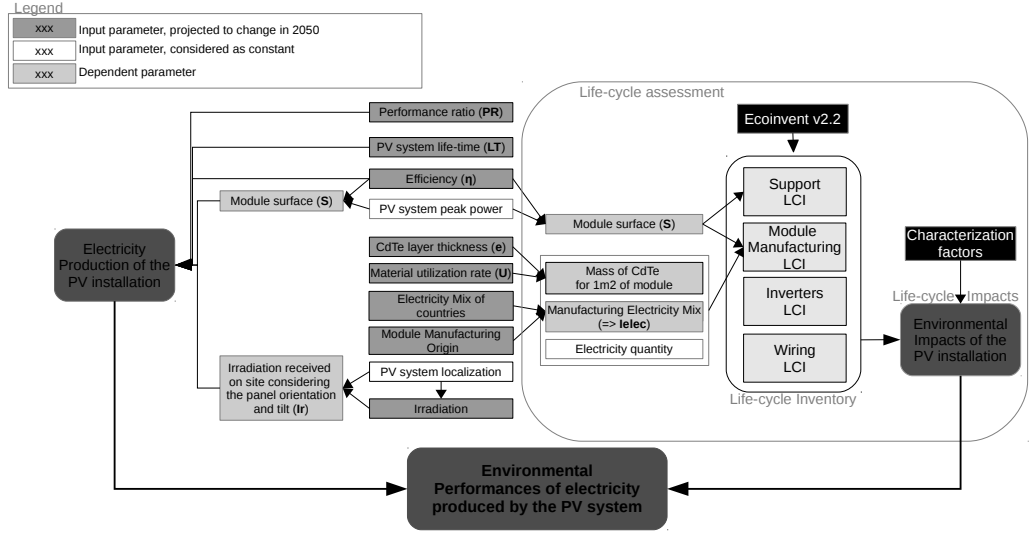 Legend
xxx Input parameter, projected to change in 2050
xxx Input parameter, considered as constant
xxx Dependent parameter
Life-cycle assessment
Performance ratio (PR)
PV system life-time (LT)
Efficiency (η)
PV system peak power
Module surface (S)
CdTe layer thickness (e)
Material utilization rate (U)
Electricity Mix of
countries
Module Manufacturing
Origin
PV system localization
Irradiation
Irradiation received
on site considering
the panel orientation
and tilt (Ir)
Electricity
Production of the
PV installation
Module surface (S)
Mass of CdTe
for 1m2 of module
Manufacturing Electricity Mix
(=> Ielec)
Electricity quantity
Ecoinvent v2.2
Support
LCI
Module
Manufacturing
LCI
Inverters
LCI
Wiring
LCI
Life-cycle Inventory
Characterization
factors
Life-cycle Impacts
Environmental
Impacts of the
PV installation
Environmental
Performances of electricity
produced by the PV system